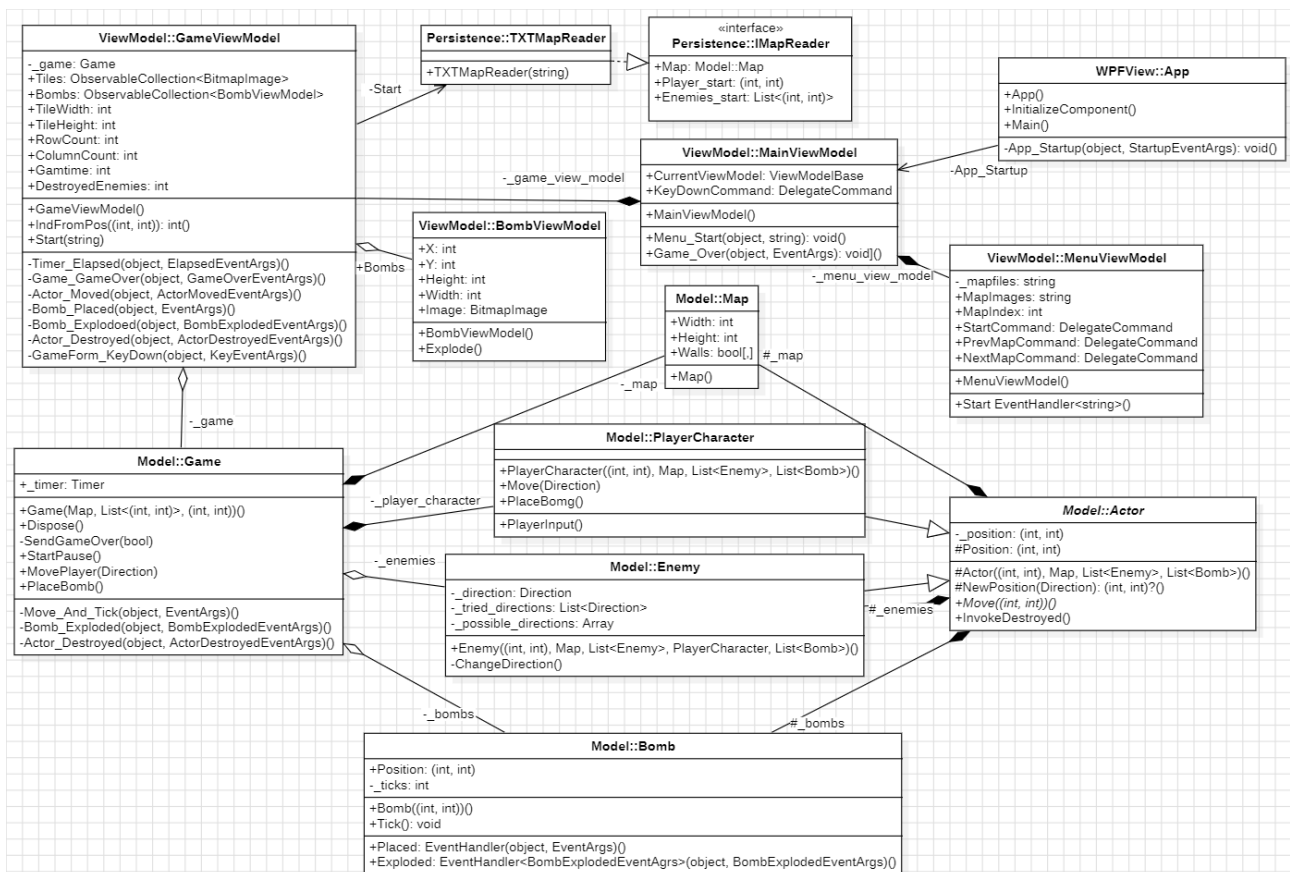 ViewModel::GameViewModel
-_game: Game
+Tiles: ObservableCollection<BitmapImage>
+Bombs: ObservableCollection<BombViewModel>
+TileWidth: int
+TileHeight: int
+RowCount: int
+ColumnCount: int
+Gamtime: int
+DestroyedEnemies: int
+GameViewModel()
+IndFromPos((int, int)): int()
+Start(string)
-Timer_Elapsed(object, ElapsedEventArgs)()
-Game_GameOver(object, GameOverEventArgs)()
-Actor_Moved(object, ActorMovedEventArgs)()
-Bomb_Placed(object, EventArgs)()
-Bomb_Explodoed(object, BombExplodedEventArgs)()
-Actor_Destroyed(object, ActorDestroyedEventArgs)()
-GameForm_KeyDown(object, KeyEventArgs)()
-Start
Persistence::TXTMapReader
+TXTMapReader(string)
«interface»
Persistence::IMapReader
+Map: Model::Map
+Player_start: (int, int)
+Enemies_start: List<(int, int)>
WPFView::App
+App()
+InitializeComponent()
+Main()
-App_Startup(object, StartupEventArgs): void()
-App_Startup
ViewModel::MainViewModel
+CurrentViewModel: ViewModelBase
+KeyDownCommand: DelegateCommand
+MainViewModel()
+Menu_Start(object, string): void()
+Game_Over(object, EventArgs): void]()
-_game_view_model
-_menu_view_model
ViewModel::BombViewModel
+X: int
+Y: int
+Height: int
+Width: int
+Image: BitmapImage
+BombViewModel()
+Explode()
+Bombs
ViewModel::MenuViewModel
-_mapfiles: string
+MapImages: string
+MapIndex: int
+StartCommand: DelegateCommand
+PrevMapCommand: DelegateCommand
+NextMapCommand: DelegateCommand
+MenuViewModel()
+Start EventHandler<string>()
Model::Map
+Width: int
+Height: int
+Walls: bool[,]
+Map()
-_map
#_map
-_game
Model::Game
+_timer: Timer
+Game(Map, List<(int, int)>, (int, int))()
+Dispose()
-SendGameOver(bool)
+StartPause()
+MovePlayer(Direction)
+PlaceBomb()
-Move_And_Tick(object, EventArgs)()
-Bomb_Exploded(object, BombExplodedEventArgs)()
-Actor_Destroyed(object, ActorDestroyedEventArgs)()
-_player_character
Model::PlayerCharacter
+PlayerCharacter((int, int), Map, List<Enemy>, List<Bomb>)()
+Move(Direction)
+PlaceBomg()
+PlayerInput()
-_enemies
Model::Enemy
-_direction: Direction
-_tried_directions: List<Direction>
-_possible_directions: Array
+Enemy((int, int), Map, List<Enemy>, PlayerCharacter, List<Bomb>)()
-ChangeDirection()
#_enemies
Model::Actor
-_position: (int, int)
#Position: (int, int)
#Actor((int, int), Map, List<Enemy>, List<Bomb>)()
#NewPosition(Direction): (int, int)?()
+Move((int, int))()
+InvokeDestroyed()
-_bombs
#_bombs
Model::Bomb
+Position: (int, int)
-_ticks: int
+Bomb((int, int))()
+Tick(): void
+Placed: EventHandler(object, EventArgs)()
+Exploded: EventHandler<BombExplodedEventAgrs>(object, BombExplodedEventArgs)()